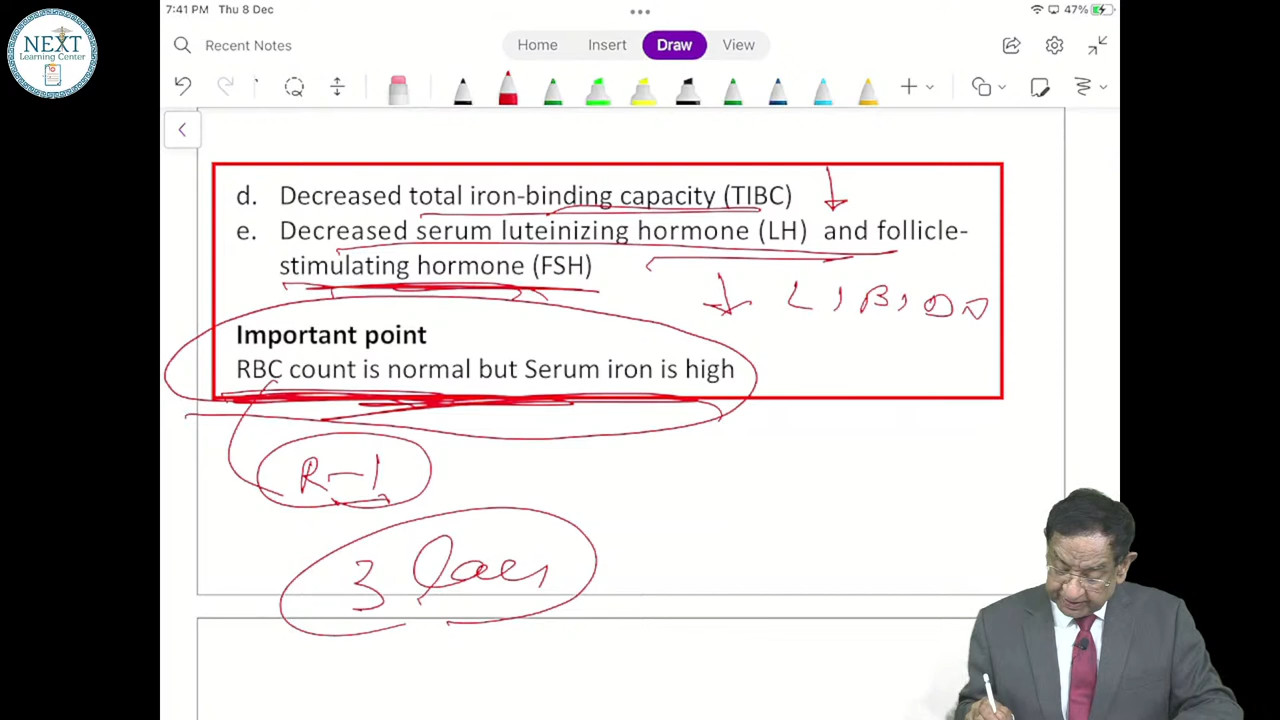 7:41 PM Thu 8 Dec
47%
NEXT
Learning Center
Recent Notes
Home Insert Draw View
d. Decreased total iron-binding capacity (TIBC)
e. Decreased serum luteinizing hormone (LH) and follicle-
stimulating hormone (FSH)
LIBIDO
Important point
RBC count is normal but Serum iron is high
R-1
3